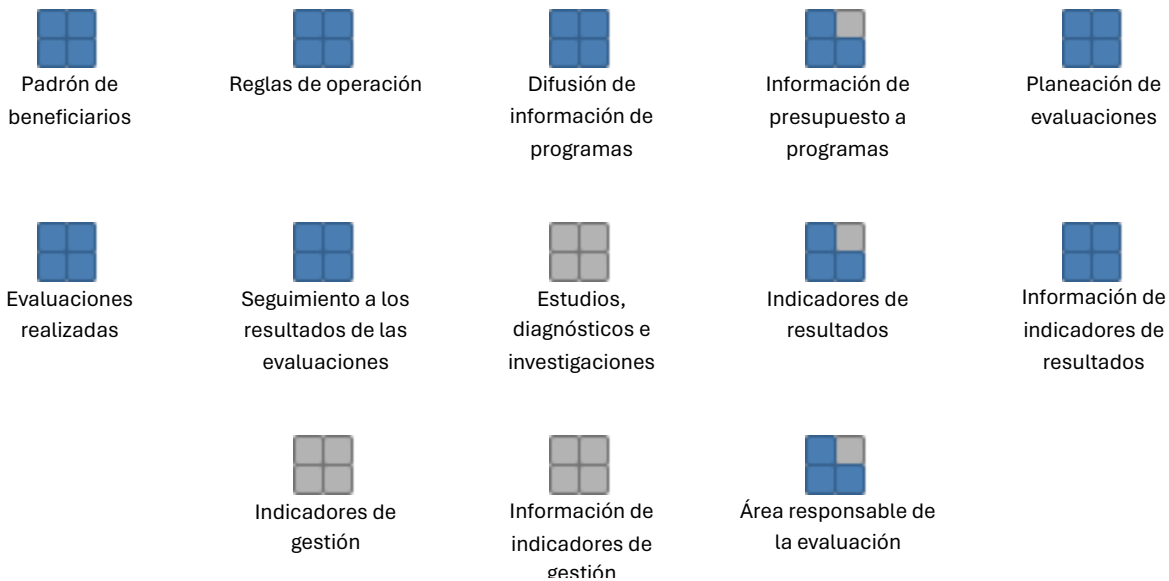 Padrón de
beneficiarios
Reglas de operación
Difusión de
información de
programas
Información de
presupuesto a
programas
Planeación de
evaluaciones
Evaluaciones
realizadas
Seguimiento a los
resultados de las
evaluaciones
Estudios,
diagnósticos e
investigaciones
Indicadores de
resultados
Información de
indicadores de
resultados
Indicadores de
gestión
Información de
indicadores de
gestión
Área responsable de
la evaluación